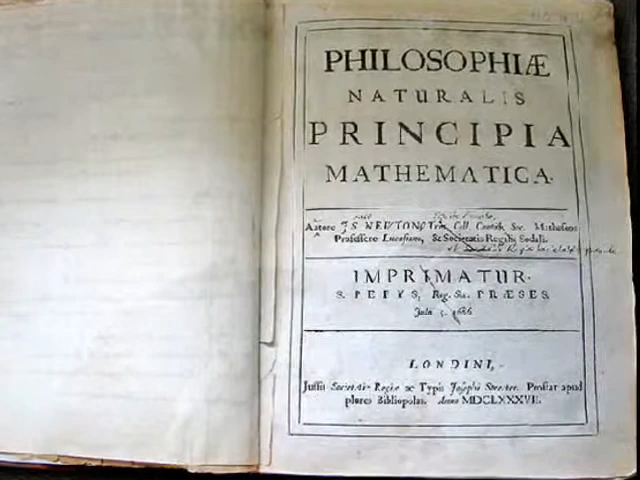 PHILOSOPHIÆ
NATURALIS
PRINCIPIA
MATHEMATICA.
Autore J S. NEWTON, Trin. Coll. Cantab. Soc. Matheseos
Professore Lucasiano, & Societatis Regalis Sodali.
IMPRIMATUR.
S. PEPYS, Reg. Soc. PRÆSES.
Julii 5. 1686.
LONDINI,
Jussu Societatis Regiæ ac Typis Josephi Streater. Prostat apud
plures Bibliopolas. Anno MDCLXXXVII.